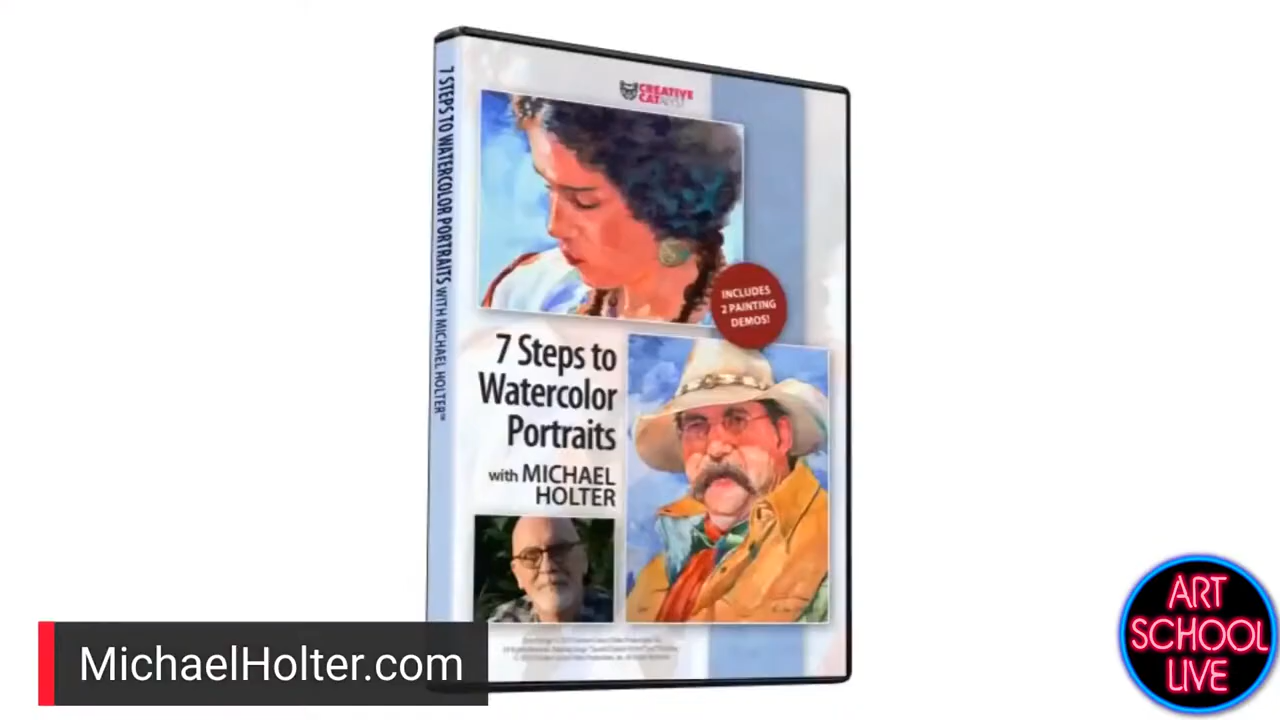 7 STEPS TO WATERCOLOR PORTRAITS WITH MICHAEL HOLTER™
CREATIVE
CATALYST
INCLUDES
2 PAINTING
DEMOS!
7 Steps to
Watercolor
Portraits
with MICHAEL
HOLTER
MichaelHolter.com
ART
SCHOOL
LIVE